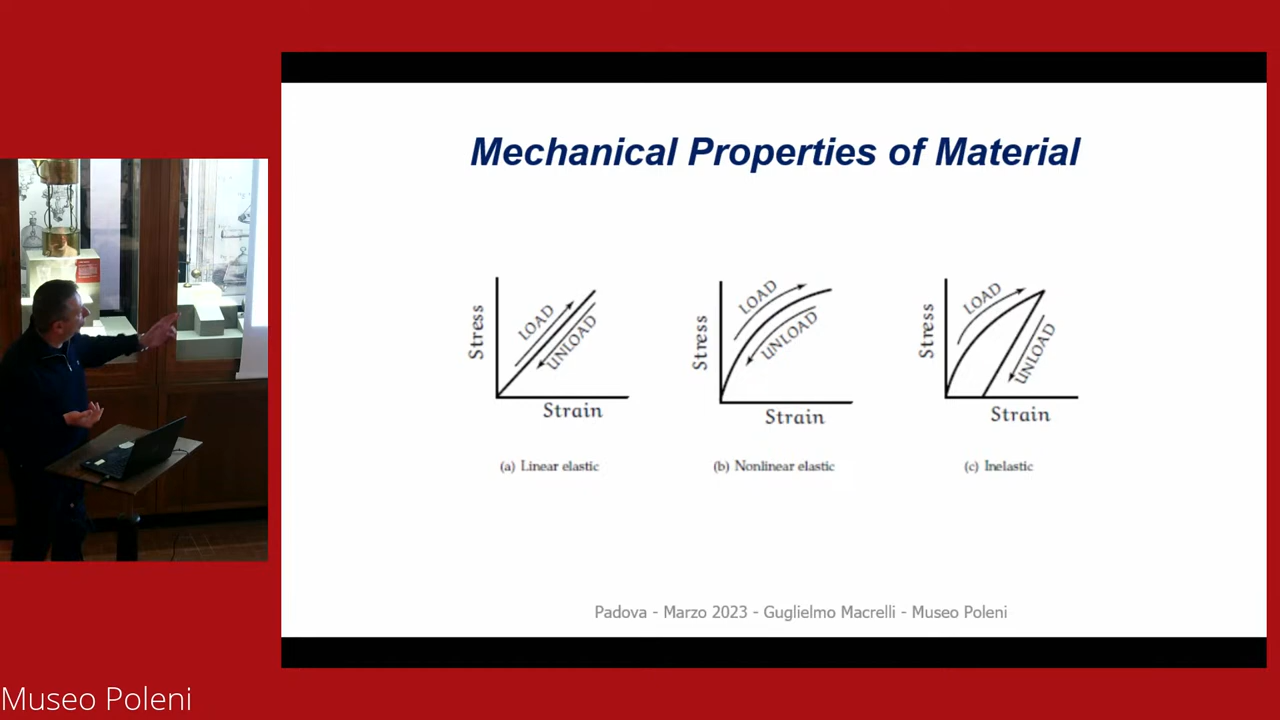 Mechanical Properties of Material
Stress
LOAD
UNLOAD
Strain
(a) Linear elastic
Stress
LOAD
UNLOAD
Strain
(b) Nonlinear elastic
Stress
LOAD
UNLOAD
Strain
(c) Inelastic
Padova - Marzo 2023 - Guglielmo Macrelli - Museo Poleni
Museo Poleni